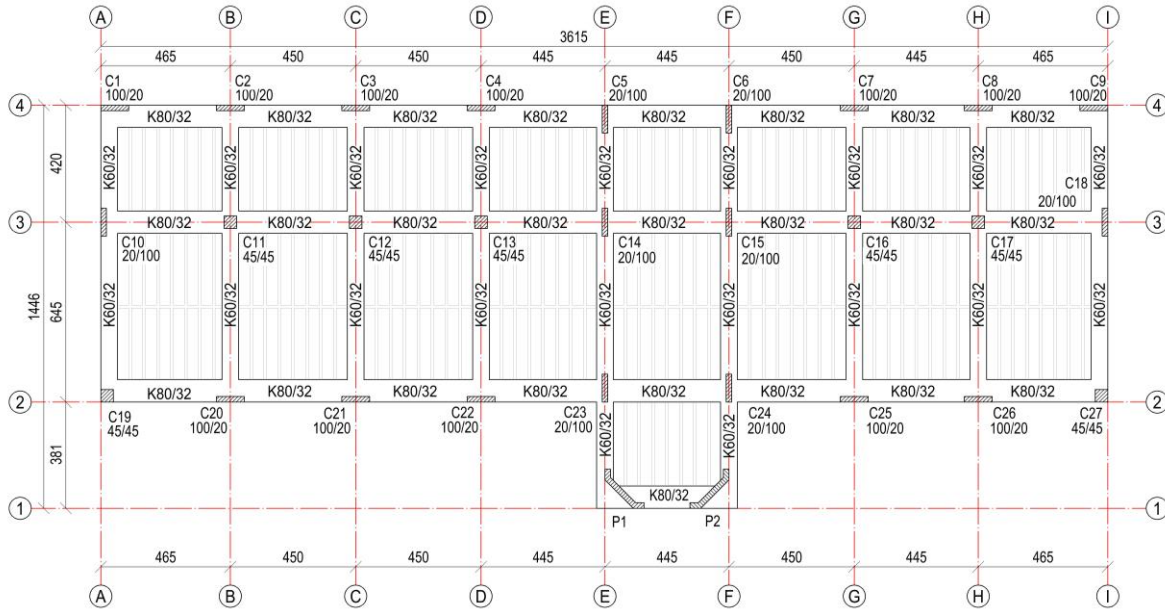 A B C D E F G H I
3615
465 450 450 445 445 450 445 465
C1 C2 C3 C4 C5 C6 C7 C8 C9
100/20 100/20 100/20 100/20 20/100 20/100 100/20 100/20 100/20
4 4
K80/32 K80/32 K80/32 K80/32 K80/32 K80/32 K80/32 K80/32
420
K60/32 K60/32 K60/32 K60/32 K60/32 K60/32 K60/32 K60/32 K60/32
C18
20/100
3 3
K80/32 K80/32 K80/32 K80/32 K80/32 K80/32 K80/32 K80/32
C10 C11 C12 C13 C14 C15 C16 C17
20/100 45/45 45/45 45/45 20/100 20/100 45/45 45/45
1446 645
K60/32 K60/32 K60/32 K60/32 K60/32 K60/32 K60/32 K60/32 K60/32
K80/32 K80/32 K80/32 K80/32 K80/32 K80/32 K80/32 K80/32
2 2
C19 C20 C21 C22 C23 C24 C25 C26 C27
45/45 100/20 100/20 100/20 20/100 20/100 100/20 100/20 45/45
381
K60/32 K60/32
K80/32
1 1
P1 P2
465 450 450 445 445 450 445 465
A B C D E F G H I